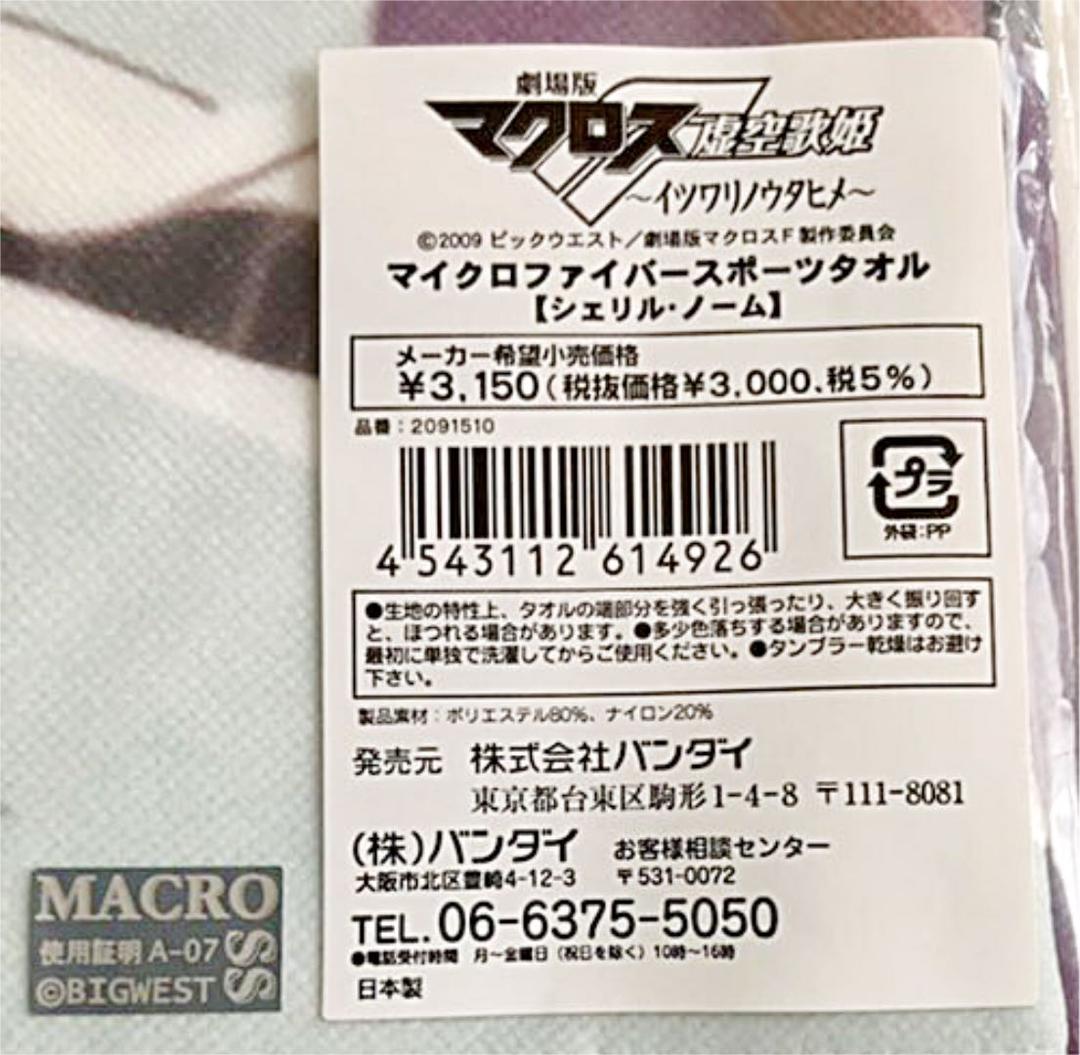 劇場版
マクロスF 虚空歌姫
～イツワリノウタヒメ～
©2009 ビックウエスト／劇場版マクロスF 製作委員会
マイクロファイバースポーツタオル
【シェリル・ノーム】
メーカー希望小売価格
¥3,150(税抜価格¥3,000、税5%)
品番：2091510
プラ
外袋:PP
4 543112 614926
●生地の特性上、タオルの端部分を強く引っ張ったり、大きく振り回す
と、ほつれる場合があります。●多少色落ちする場合がありますので、
最初に単独で洗濯してからご使用ください。●タンブラー乾燥はお避け
下さい。
製品素材：ポリエステル80%、ナイロン20%
発売元 株式会社バンダイ
東京都台東区駒形1-4-8 〒111-8081
(株)バンダイ お客様相談センター
大阪市北区豊崎4-12-3 〒531-0072
TEL.06-6375-5050
●電話受付時間 月～金曜日（祝日を除く）10時～16時
日本製
MACROSS
使用証明 A-07
©BIGWEST